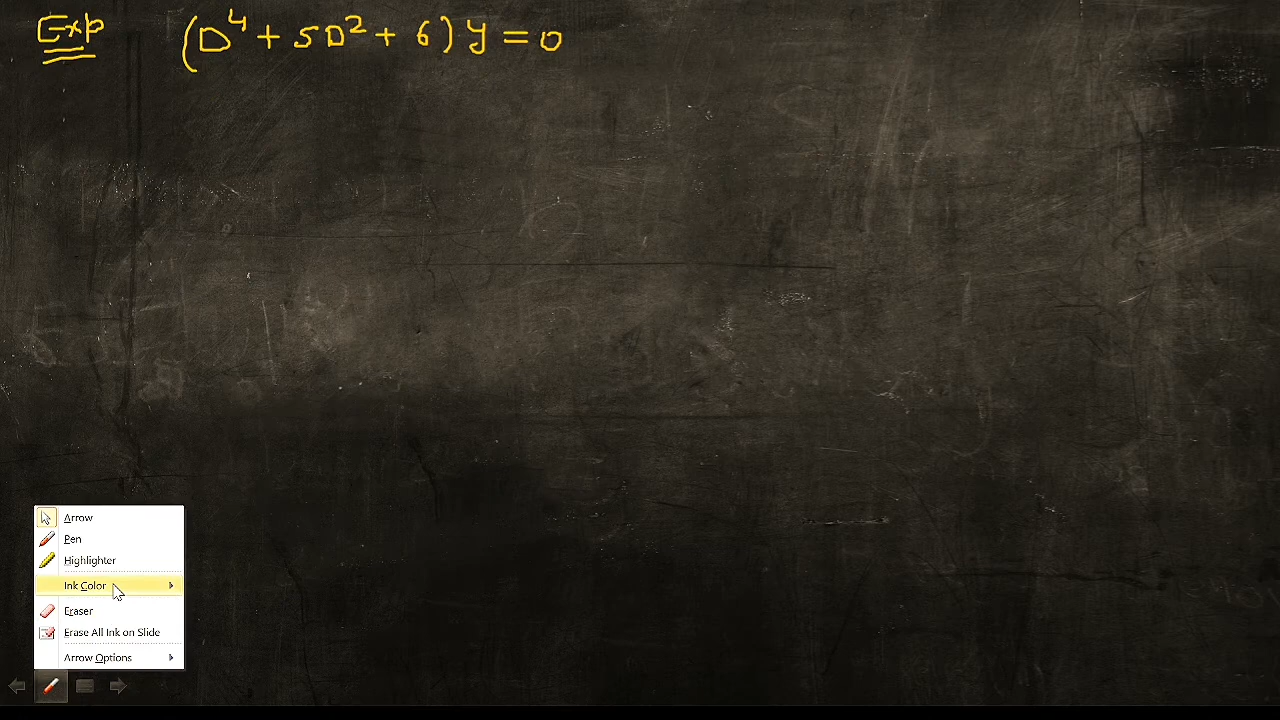 Exp (D⁴ + 5D² + 6) y = 0
Arrow
Pen
Highlighter
Ink Color
Eraser
Erase All Ink on Slide
Arrow Options